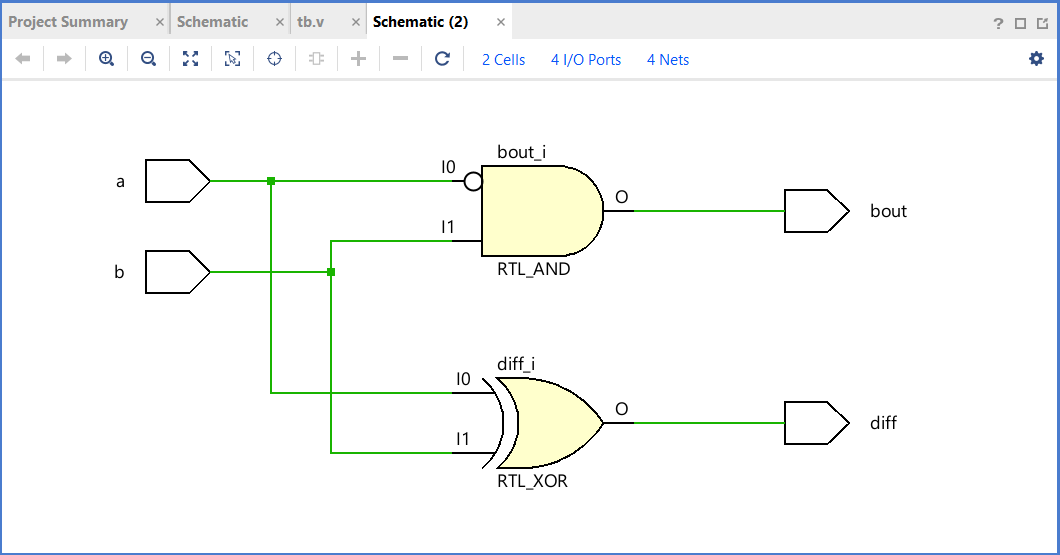 Project Summary × Schematic × tb.v × Schematic (2) × ?
2 Cells 4 I/O Ports 4 Nets
bout_i
a I0
O
bout
I1
b
RTL_AND
diff_i
I0
O
diff
I1
RTL_XOR